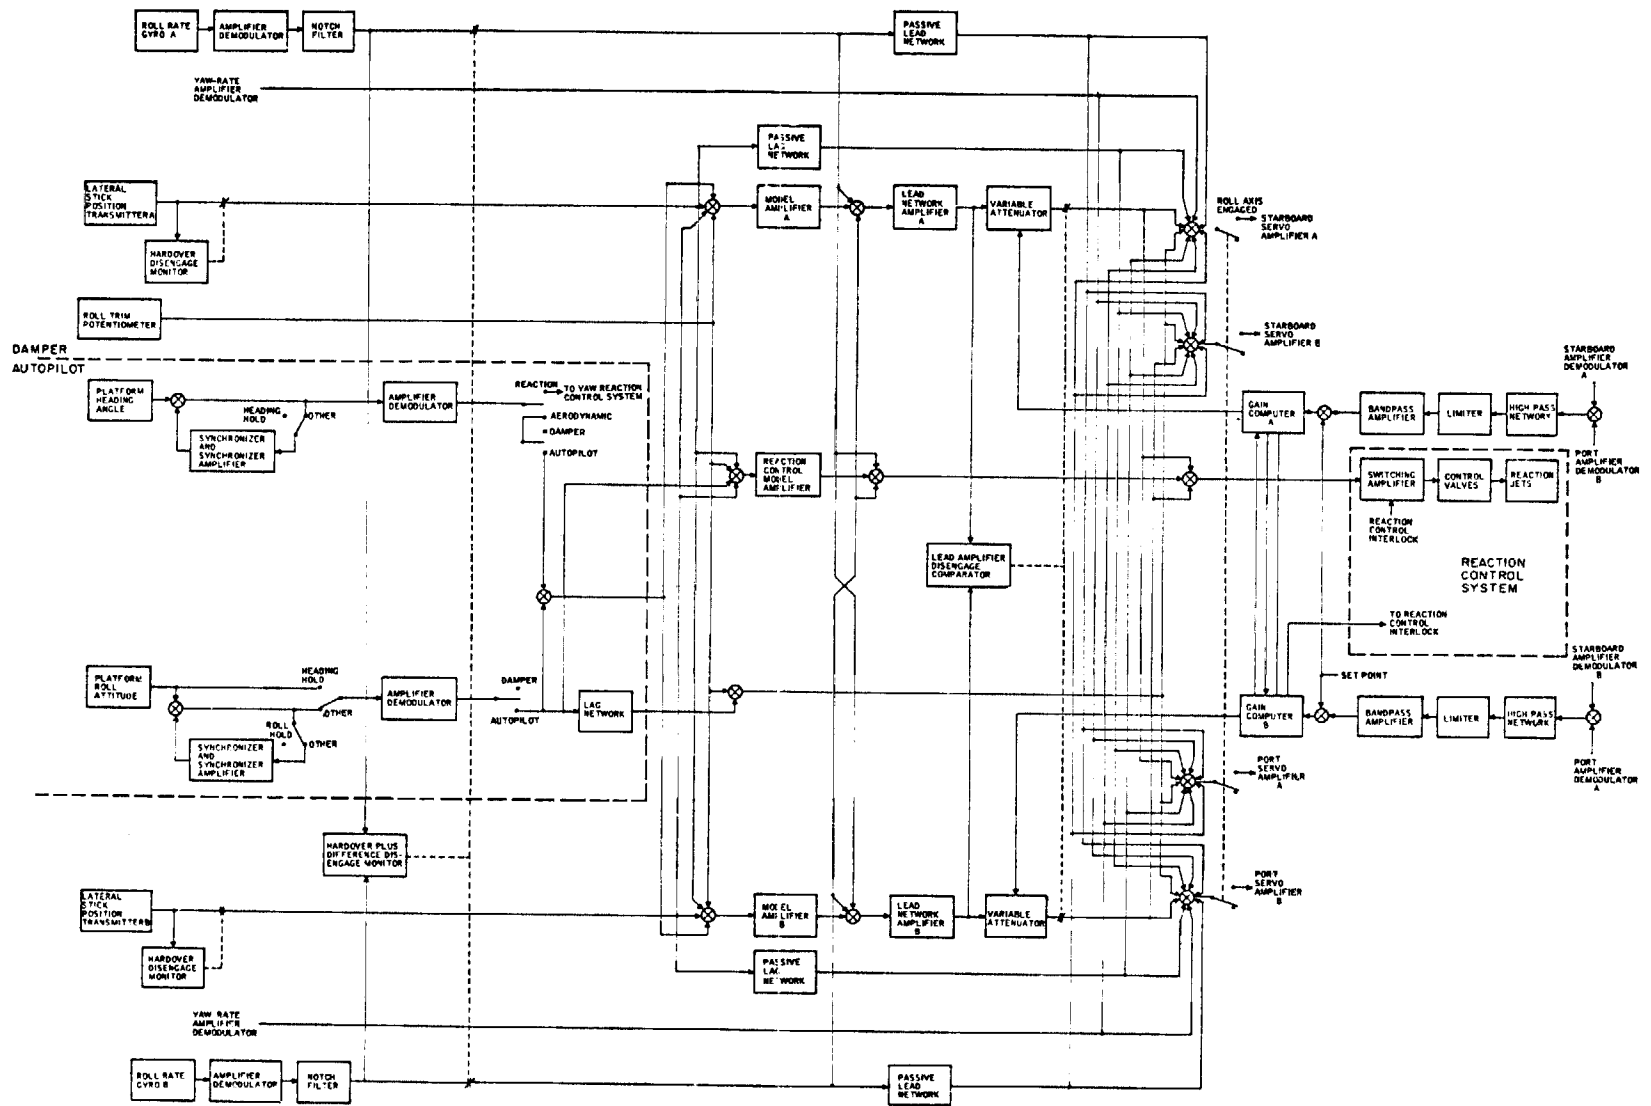 ROLL RATE
GYRO A
AMPLIFIER
DEMODULATOR
NOTCH
FILTER
PASSIVE
LEAD
NETWORK
YAW-RATE
AMPLIFIER
DEMODULATOR
PASSIVE
LAG
NETWORK
LATERAL
STICK
POSITION
TRANSMITTER A
MODEL
AMPLIFIER
A
LEAD
NETWORK
AMPLIFIER
A
VARIABLE
ATTENUATOR
ROLL AXIS
ENGAGED
STARBOARD
SERVO
AMPLIFIER A
HARDOVER
DISENGAGE
MONITOR
ROLL TRIM
POTENTIOMETER
STARBOARD
SERVO
AMPLIFIER B
DAMPER
AUTOPILOT
STARBOARD
AMPLIFIER
DEMODULATOR
A
PLATFORM
HEADING
ANGLE
HEADING
HOLD
OTHER
SYNCHRONIZER
AND
SYNCHRONIZER
AMPLIFIER
AMPLIFIER
DEMODULATOR
REACTION
TO YAW REACTION
CONTROL SYSTEM
AERODYNAMIC
DAMPER
AUTOPILOT
GAIN
COMPUTER
A
BANDPASS
AMPLIFIER
LIMITER
HIGH PASS
NETWORK
PORT
AMPLIFIER
DEMODULATOR
B
REACTION
CONTROL
MODEL
AMPLIFIER
SWITCHING
AMPLIFIER
CONTROL
VALVES
REACTION
JETS
REACTION
CONTROL
INTERLOCK
LEAD AMPLIFIER
DISENGAGE
COMPARATOR
REACTION
CONTROL
SYSTEM
TO REACTION
CONTROL
INTERLOCK
STARBOARD
AMPLIFIER
DEMODULATOR
B
PLATFORM
ROLL
ATTITUDE
HEADING
HOLD
OTHER
ROLL
HOLD
OTHER
SYNCHRONIZER
AND
SYNCHRONIZER
AMPLIFIER
AMPLIFIER
DEMODULATOR
DAMPER
AUTOPILOT
LAG
NETWORK
SET POINT
GAIN
COMPUTER
B
BANDPASS
AMPLIFIER
LIMITER
HIGH PASS
NETWORK
PORT
AMPLIFIER
DEMODULATOR
A
PORT
SERVO
AMPLIFIER
A
HARDOVER PLUS
DIFFERENCE DIS-
ENGAGE MONITOR
LATERAL
STICK
POSITION
TRANSMITTER B
MODEL
AMPLIFIER
B
LEAD
NETWORK
AMPLIFIER
B
VARIABLE
ATTENUATOR
PORT
SERVO
AMPLIFIER
B
HARDOVER
DISENGAGE
MONITOR
PASSIVE
LAG
NETWORK
YAW RATE
AMPLIFIER
DEMODULATOR
ROLL RATE
GYRO B
AMPLIFIER
DEMODULATOR
NOTCH
FILTER
PASSIVE
LEAD
NETWORK